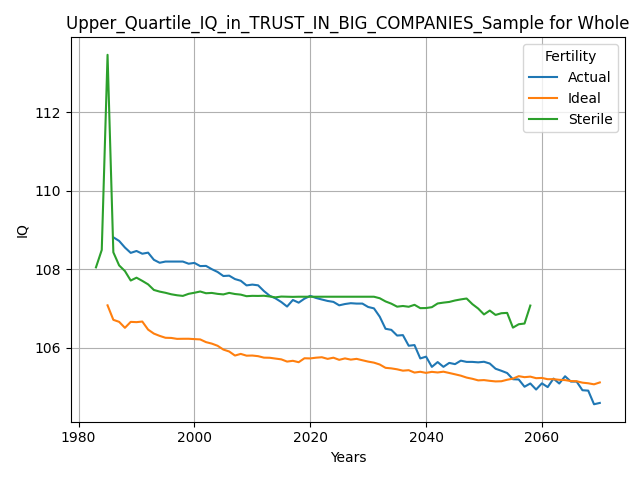 Upper_Quartile_IQ_in_TRUST_IN_BIG_COMPANIES_Sample for Whole
Fertility
Actual
Ideal
Sterile
IQ
112
110
108
106
1980
2000
2020
2040
2060
Years